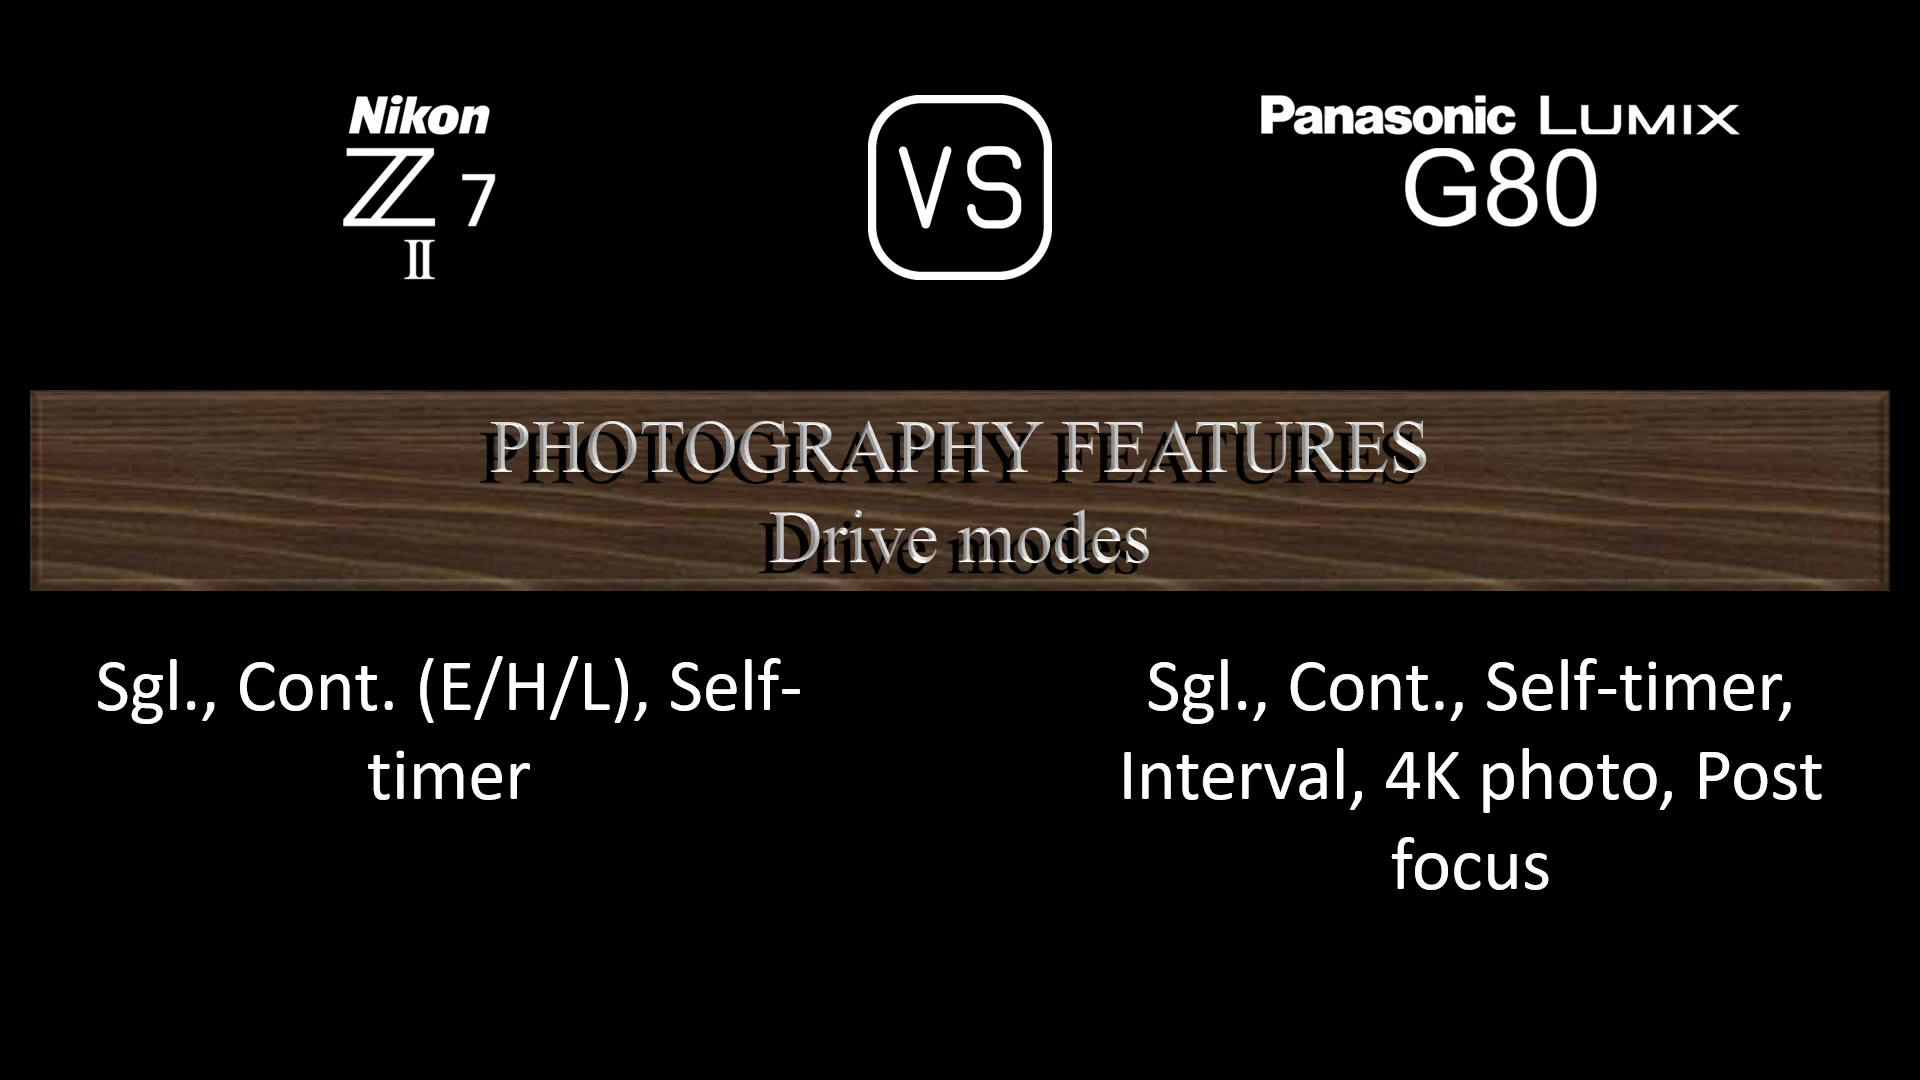 Nikon
Z 7
II
VS
Panasonic LUMIX
G80
PHOTOGRAPHY FEATURES
Drive modes
Sgl., Cont. (E/H/L), Self-
timer
Sgl., Cont., Self-timer,
Interval, 4K photo, Post
focus